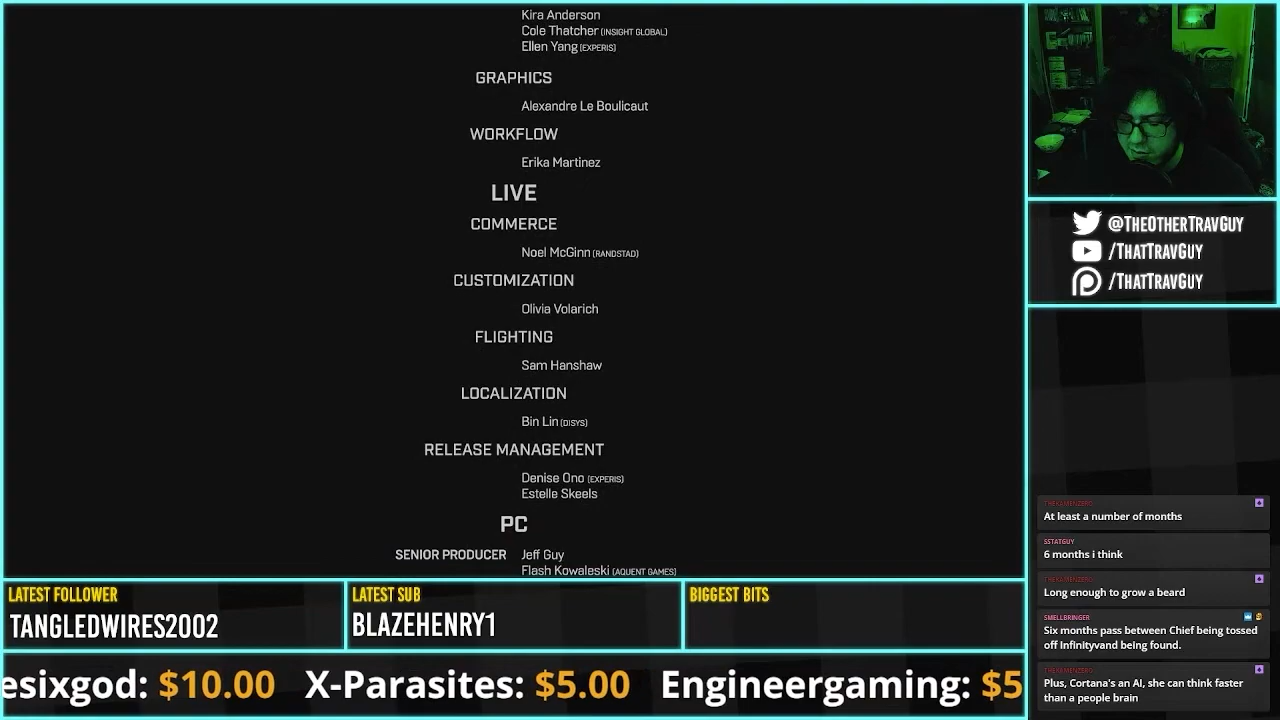 Kira Anderson
Cole Thatcher (INSIGHT GLOBAL)
Ellen Yang (EXPERIS)
GRAPHICS
Alexandre Le Boulicaut
WORKFLOW
Erika Martinez
LIVE
COMMERCE
Noel McGinn (RANDSTAD)
CUSTOMIZATION
Olivia Volarich
FLIGHTING
Sam Hanshaw
LOCALIZATION
Bin Lin (DISYS)
RELEASE MANAGEMENT
Denise Ono (EXPERIS)
Estelle Skeels
PC
SENIOR PRODUCER Jeff Guy
Flash Kowaleski (AQUENT GAMES)
@TheOtherTravGuy
/ThatTravGuy
/ThatTravGuy
At least a number of months
SSTATGUY
6 months i think
Long enough to grow a beard
SMELLBRINGER
Six months pass between Chief being tossed
off Infinityvand being found.
Plus, Cortana's an AI, she can think faster
than a people brain
LATEST FOLLOWER
TANGLEDWIRES2002
LATEST SUB
BLAZEHENRY1
BIGGEST BITS
esixgod: $10.00 X-Parasites: $5.00 Engineergaming: $5